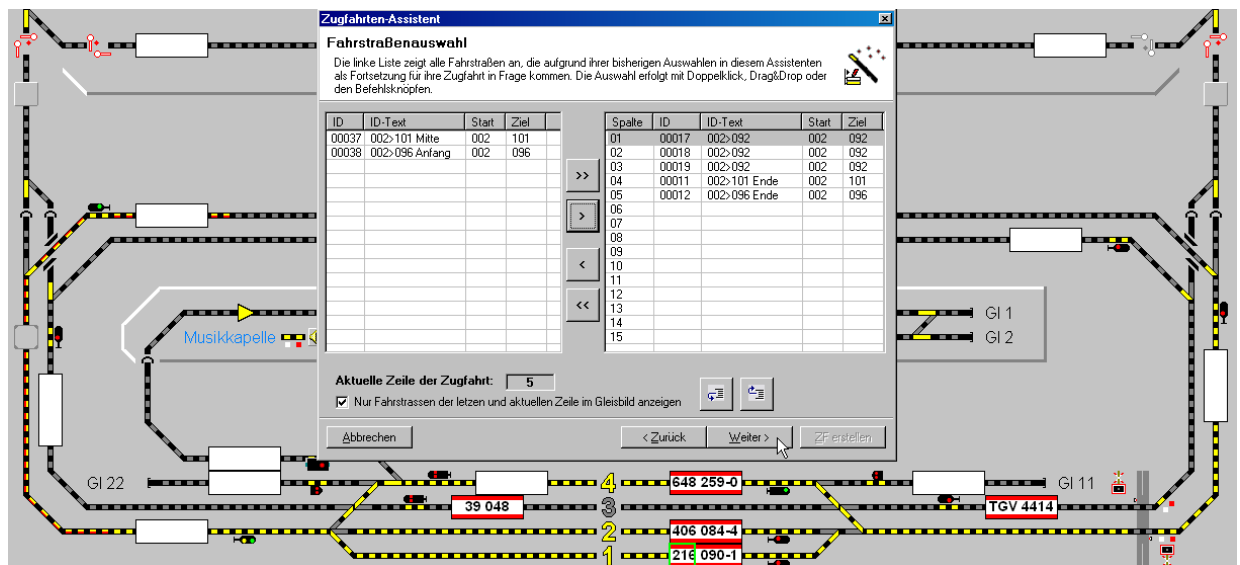 Zugfahrten-Assistent
Fahrstraßenauswahl
Die linke Liste zeigt alle Fahrstraßen an, die aufgrund ihrer bisherigen Auswahlen in diesem Assistenten
als Fortsetzung für ihre Zugfahrt in Frage kommen. Die Auswahl erfolgt mit Doppelklick, Drag&Drop oder
den Befehlsknöpfen.
ID ID-Text Start Ziel
00037 002>101 Mitte 002 101
00038 002>096 Anfang 002 096
>>
>
<
<<
Spalte ID ID-Text Start Ziel
01 00017 002>092 002 092
02 00018 002>092 002 092
03 00019 002>092 002 092
04 00011 002>101 Ende 002 101
05 00012 002>096 Ende 002 096
06
07
08
09
10
11
12
13
14
15
Aktuelle Zeile der Zugfahrt: 5
Nur Fahrstrassen der letzen und aktuellen Zeile im Gleisbild anzeigen
Abbrechen
< Zurück
Weiter >
ZF erstellen
Musikkapelle
Gl 1
Gl 2
Gl 22
4
648 259-0
Gl 11
39 048
3
TGV 4414
2
406 084-4
1
216 090-1